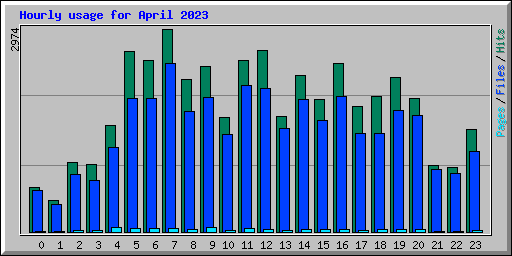 Hourly usage for April 2023
2974
Pages/Files/Hits
0 1 2 3 4 5 6 7 8 9 10 11 12 13 14 15 16 17 18 19 20 21 22 23